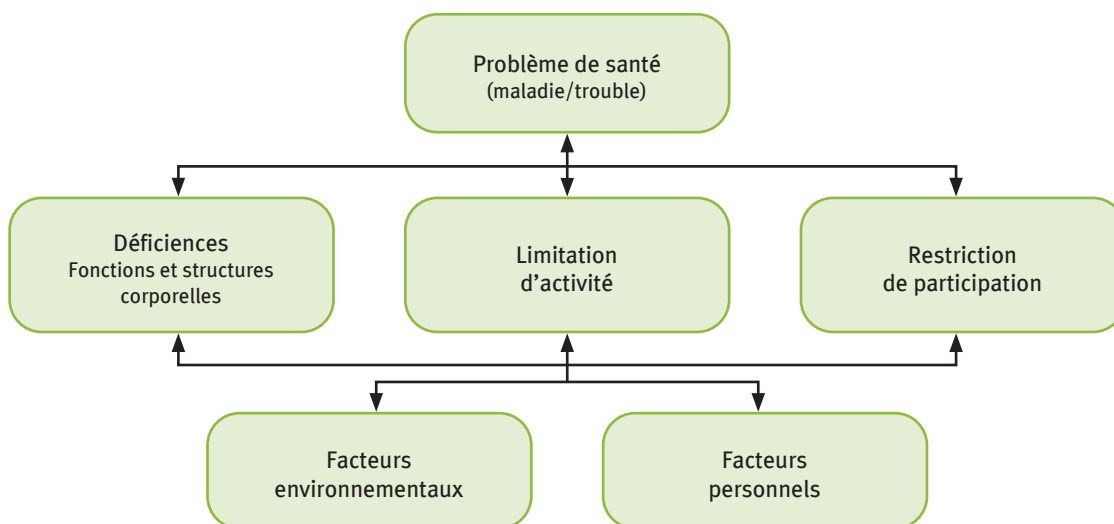 Problème de santé
(maladie/trouble)
Déficiences
Fonctions et structures
corporelles
Limitation
d’activité
Restriction
de participation
Facteurs
environnementaux
Facteurs
personnels